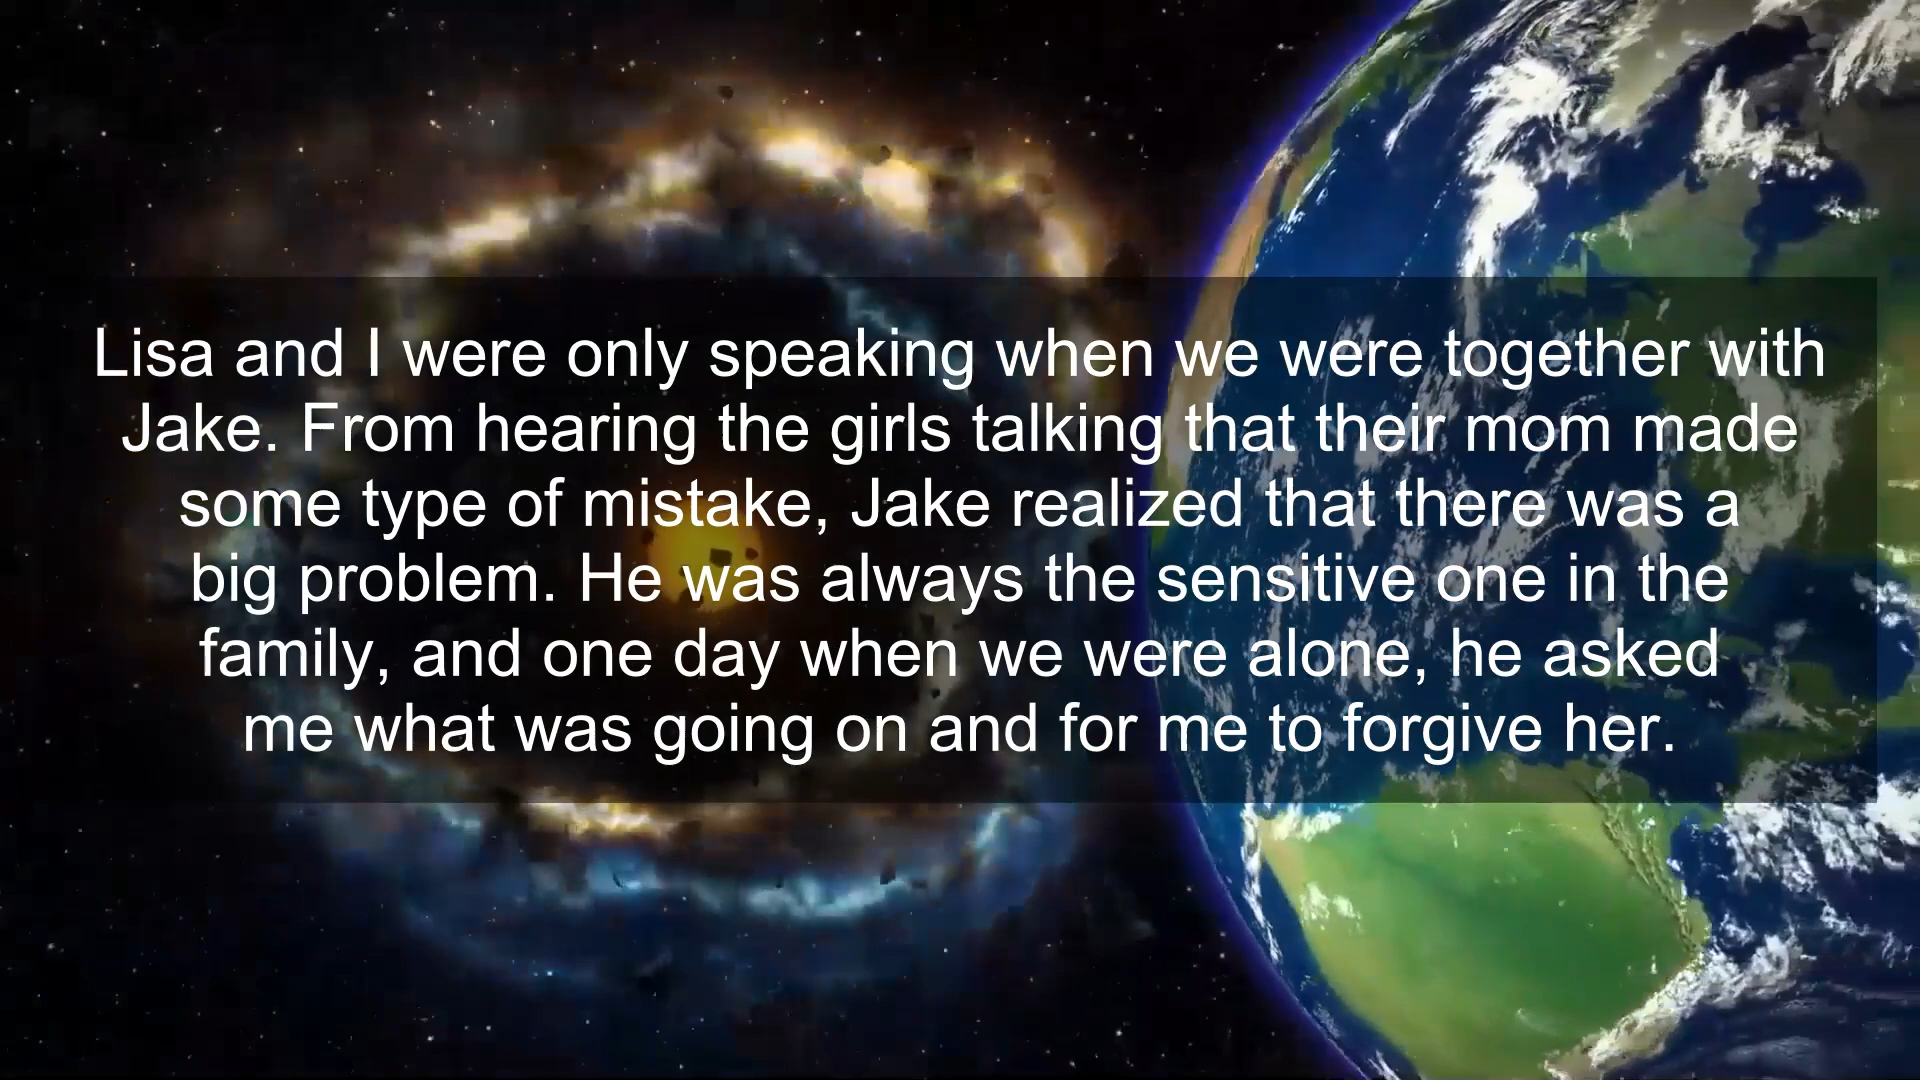 Lisa and I were only speaking when we were together with
Jake. From hearing the girls talking that their mom made
some type of mistake, Jake realized that there was a
big problem. He was always the sensitive one in the
family, and one day when we were alone, he asked
me what was going on and for me to forgive her.